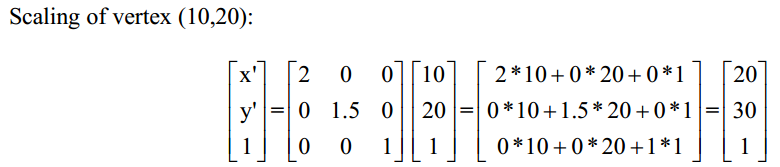 Scaling of vertex (10,20):
[x'] [2 0 0] [10] [2*10+0*20+0*1] [20]
[y'] = [0 1.5 0] [20] = [0*10+1.5*20+0*1] = [30]
[1] [0 0 1] [1] [0*10+0*20+1*1] [1]